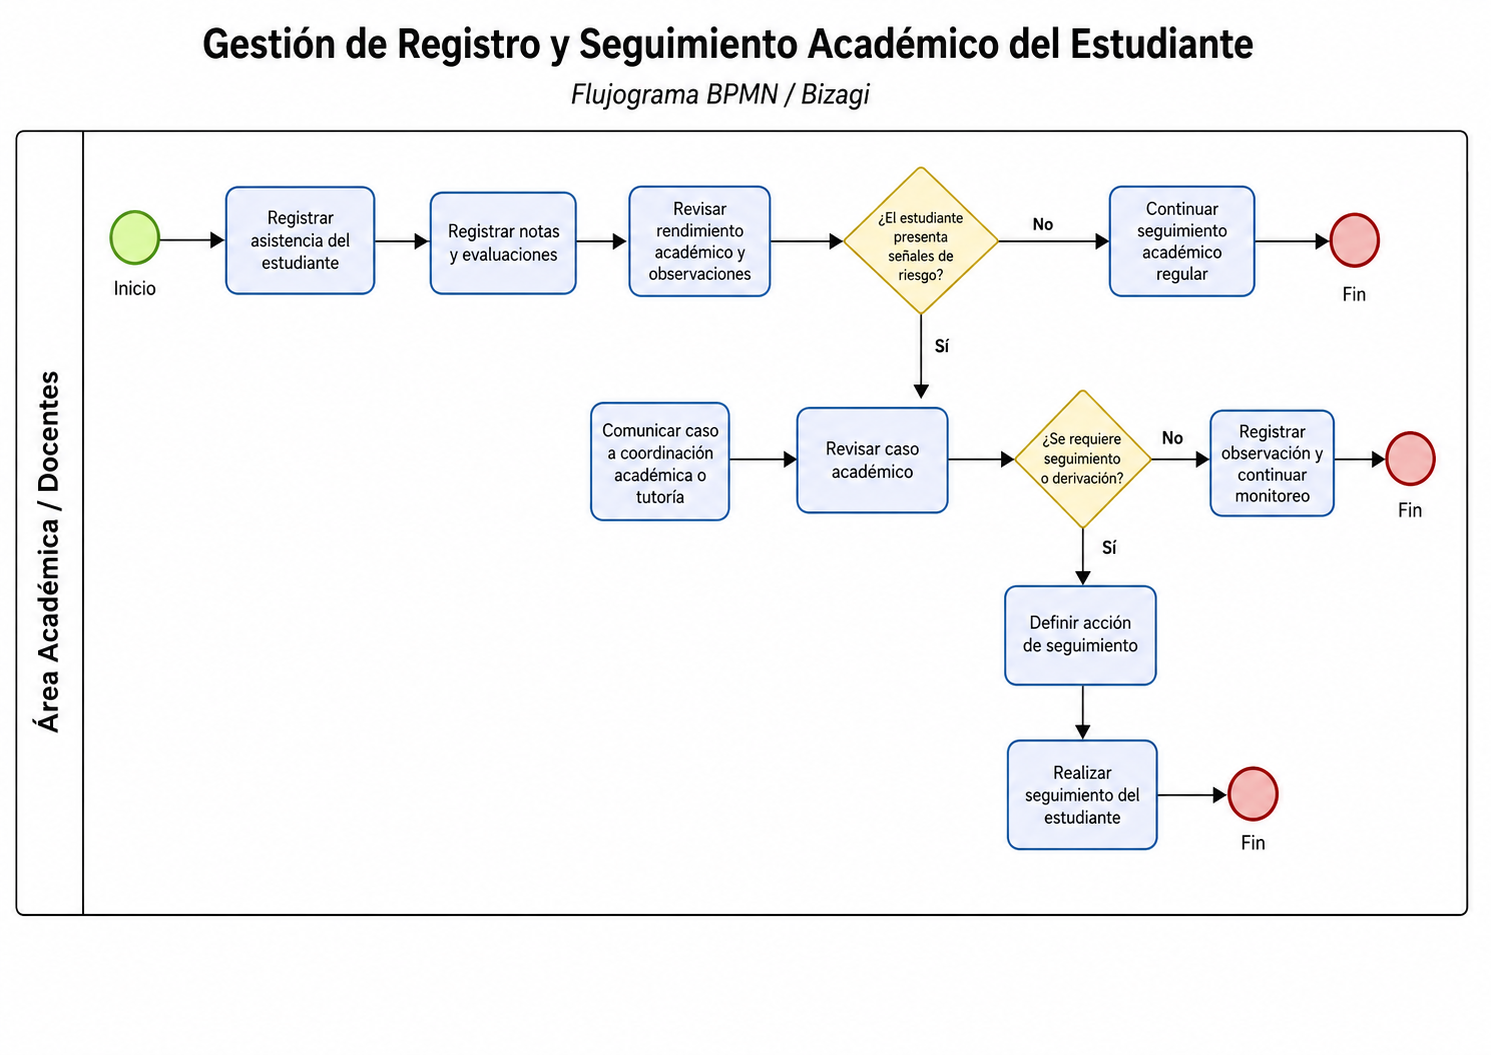 Gestión de Registro y Seguimiento Académico del Estudiante
Flujograma BPMN / Bizagi
Área Académica / Docentes
Inicio
Registrar
asistencia del
estudiante
Registrar notas
y evaluaciones
Revisar
rendimiento
académico y
observaciones
¿El estudiante
presenta
señales de
riesgo?
No
Continuar
seguimiento
académico
regular
Fin
Sí
Comunicar caso
a coordinación
académica o
tutoría
Revisar caso
académico
¿Se requiere
seguimiento
o derivación?
No
Registrar
observación y
continuar
monitoreo
Fin
Sí
Definir acción
de seguimiento
Realizar
seguimiento del
estudiante
Fin